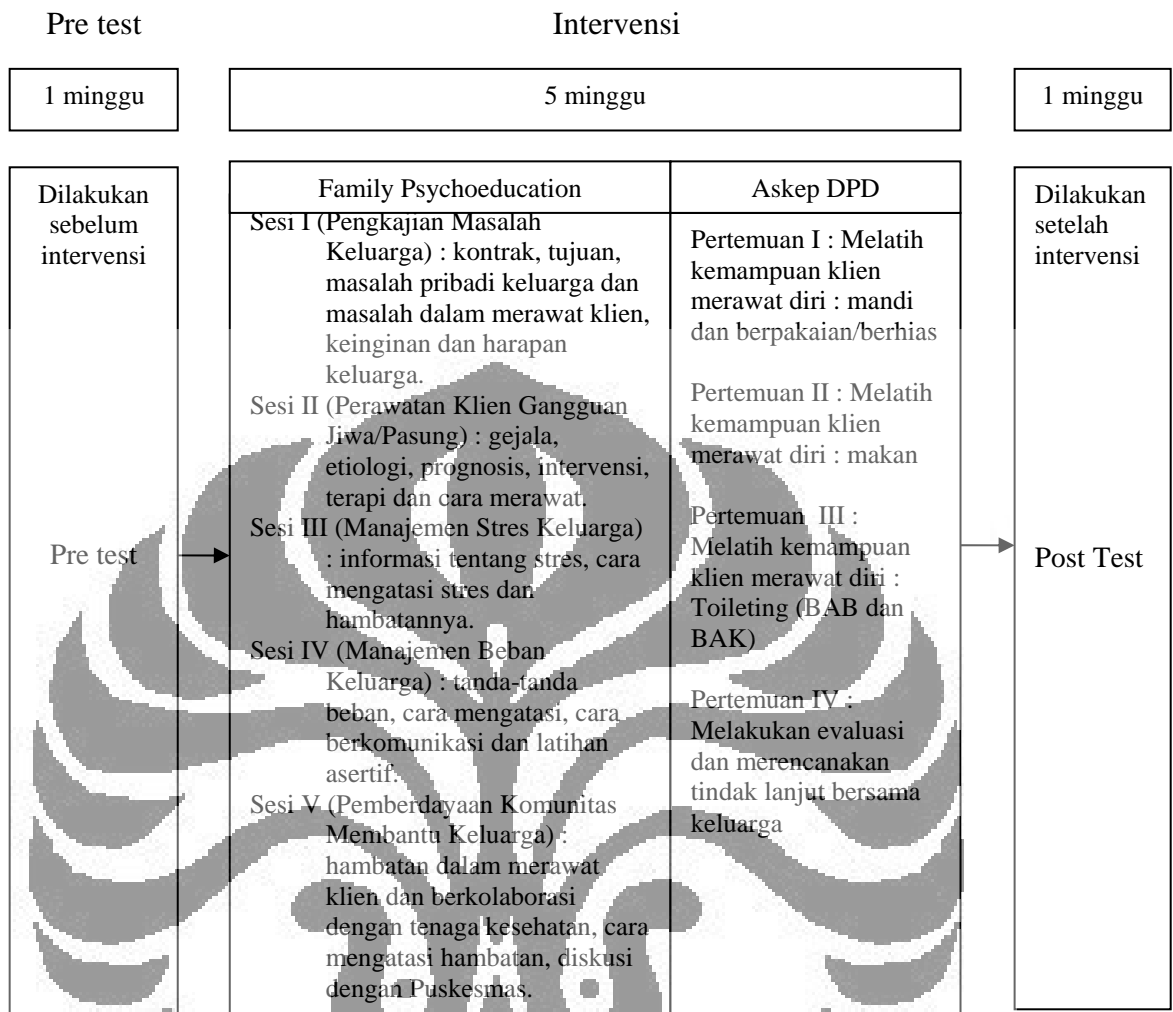 Pre test
Intervensi
1 minggu
5 minggu
1 minggu
Dilakukan
sebelum
intervensi
Pre test
Family Psychoeducation
Sesi I (Pengkajian Masalah
Keluarga) : kontrak, tujuan,
masalah pribadi keluarga dan
masalah dalam merawat klien,
keinginan dan harapan
keluarga.
Sesi II (Perawatan Klien Gangguan
Jiwa/Pasung) : gejala,
etiologi, prognosis, intervensi,
terapi dan cara merawat.
Sesi III (Manajemen Stres Keluarga)
: informasi tentang stres, cara
mengatasi stres dan
hambatannya.
Sesi IV (Manajemen Beban
Keluarga) : tanda-tanda
beban, cara mengatasi, cara
berkomunikasi dan latihan
asertif.
Sesi V (Pemberdayaan Komunitas
Membantu Keluarga) :
hambatan dalam merawat
klien dan berkolaborasi
dengan tenaga kesehatan, cara
mengatasi hambatan, diskusi
dengan Puskesmas.
Askep DPD
Pertemuan I : Melatih
kemampuan klien
merawat diri : mandi
dan berpakaian/berhias
Pertemuan II : Melatih
kemampuan klien
merawat diri : makan
Pertemuan III :
Melatih kemampuan
klien merawat diri :
Toileting (BAB dan
BAK)
Pertemuan IV :
Melakukan evaluasi
dan merencanakan
tindak lanjut bersama
keluarga
Dilakukan
setelah
intervensi
Post Test